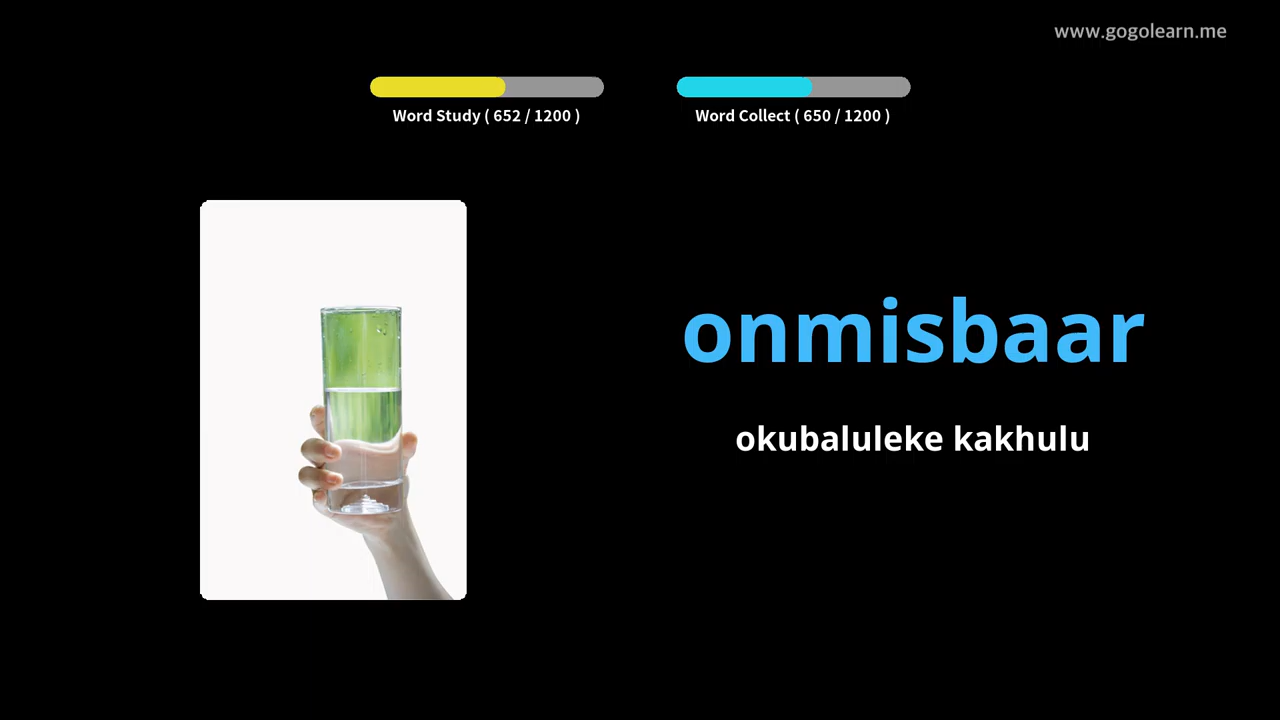 www.gogolearn.me
Word Study ( 652 / 1200 )
Word Collect ( 650 / 1200 )
onmisbaar
okubaluleke kakhulu